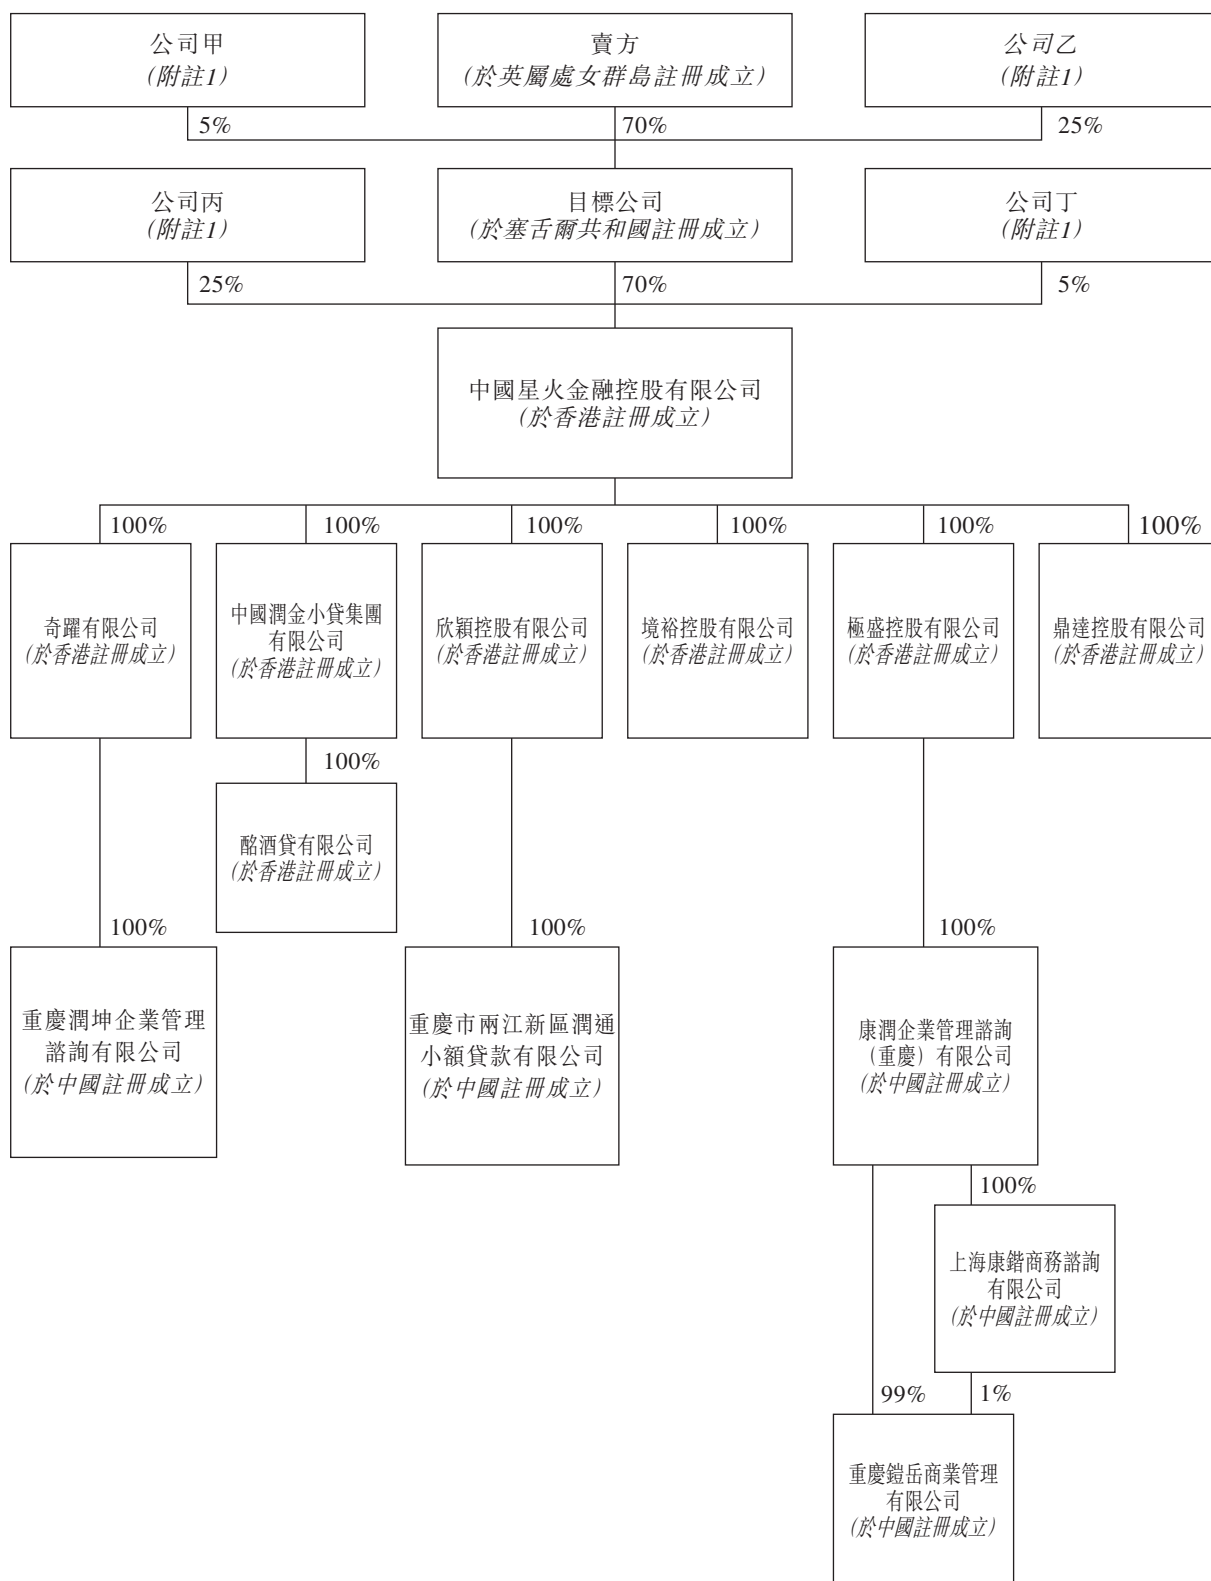 公司甲
(附註1)
賣方
(於英屬處女群島註冊成立)
公司乙
(附註1)
5%
70%
25%
公司丙
(附註1)
目標公司
(於塞舌爾共和國註冊成立)
公司丁
(附註1)
25%
70%
5%
中國星火金融控股有限公司
(於香港註冊成立)
100%
100%
100%
100%
100%
100%
奇躍有限公司
(於香港註冊成立)
中國潤金小貸集團
有限公司
(於香港註冊成立)
欣穎控股有限公司
(於香港註冊成立)
境裕控股有限公司
(於香港註冊成立)
極盛控股有限公司
(於香港註冊成立)
鼎達控股有限公司
(於香港註冊成立)
100%
酩酒貸有限公司
(於香港註冊成立)
100%
100%
100%
重慶潤坤企業管理
諮詢有限公司
(於中國註冊成立)
重慶市兩江新區潤通
小額貸款有限公司
(於中國註冊成立)
康潤企業管理諮詢
(重慶)有限公司
(於中國註冊成立)
100%
上海康鍇商務諮詢
有限公司
(於中國註冊成立)
99%
1%
重慶鎧岳商業管理
有限公司
(於中國註冊成立)